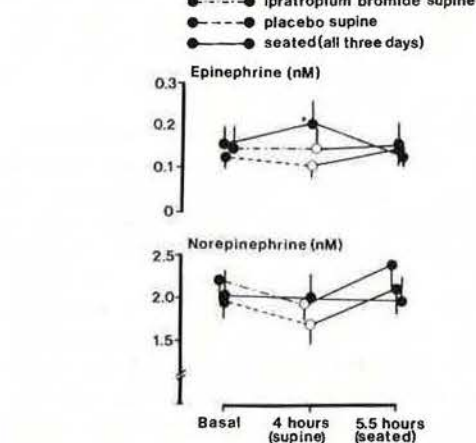 ipratropium bromide supine
placebo supine
seated (all three days)
Epinephrine (nM)
0.3
0.2
*
0.1
0
Norepinephrine (nM)
2.5
2.0
1.5
Basal 4 hours 5.5 hours
(supine) (seated)